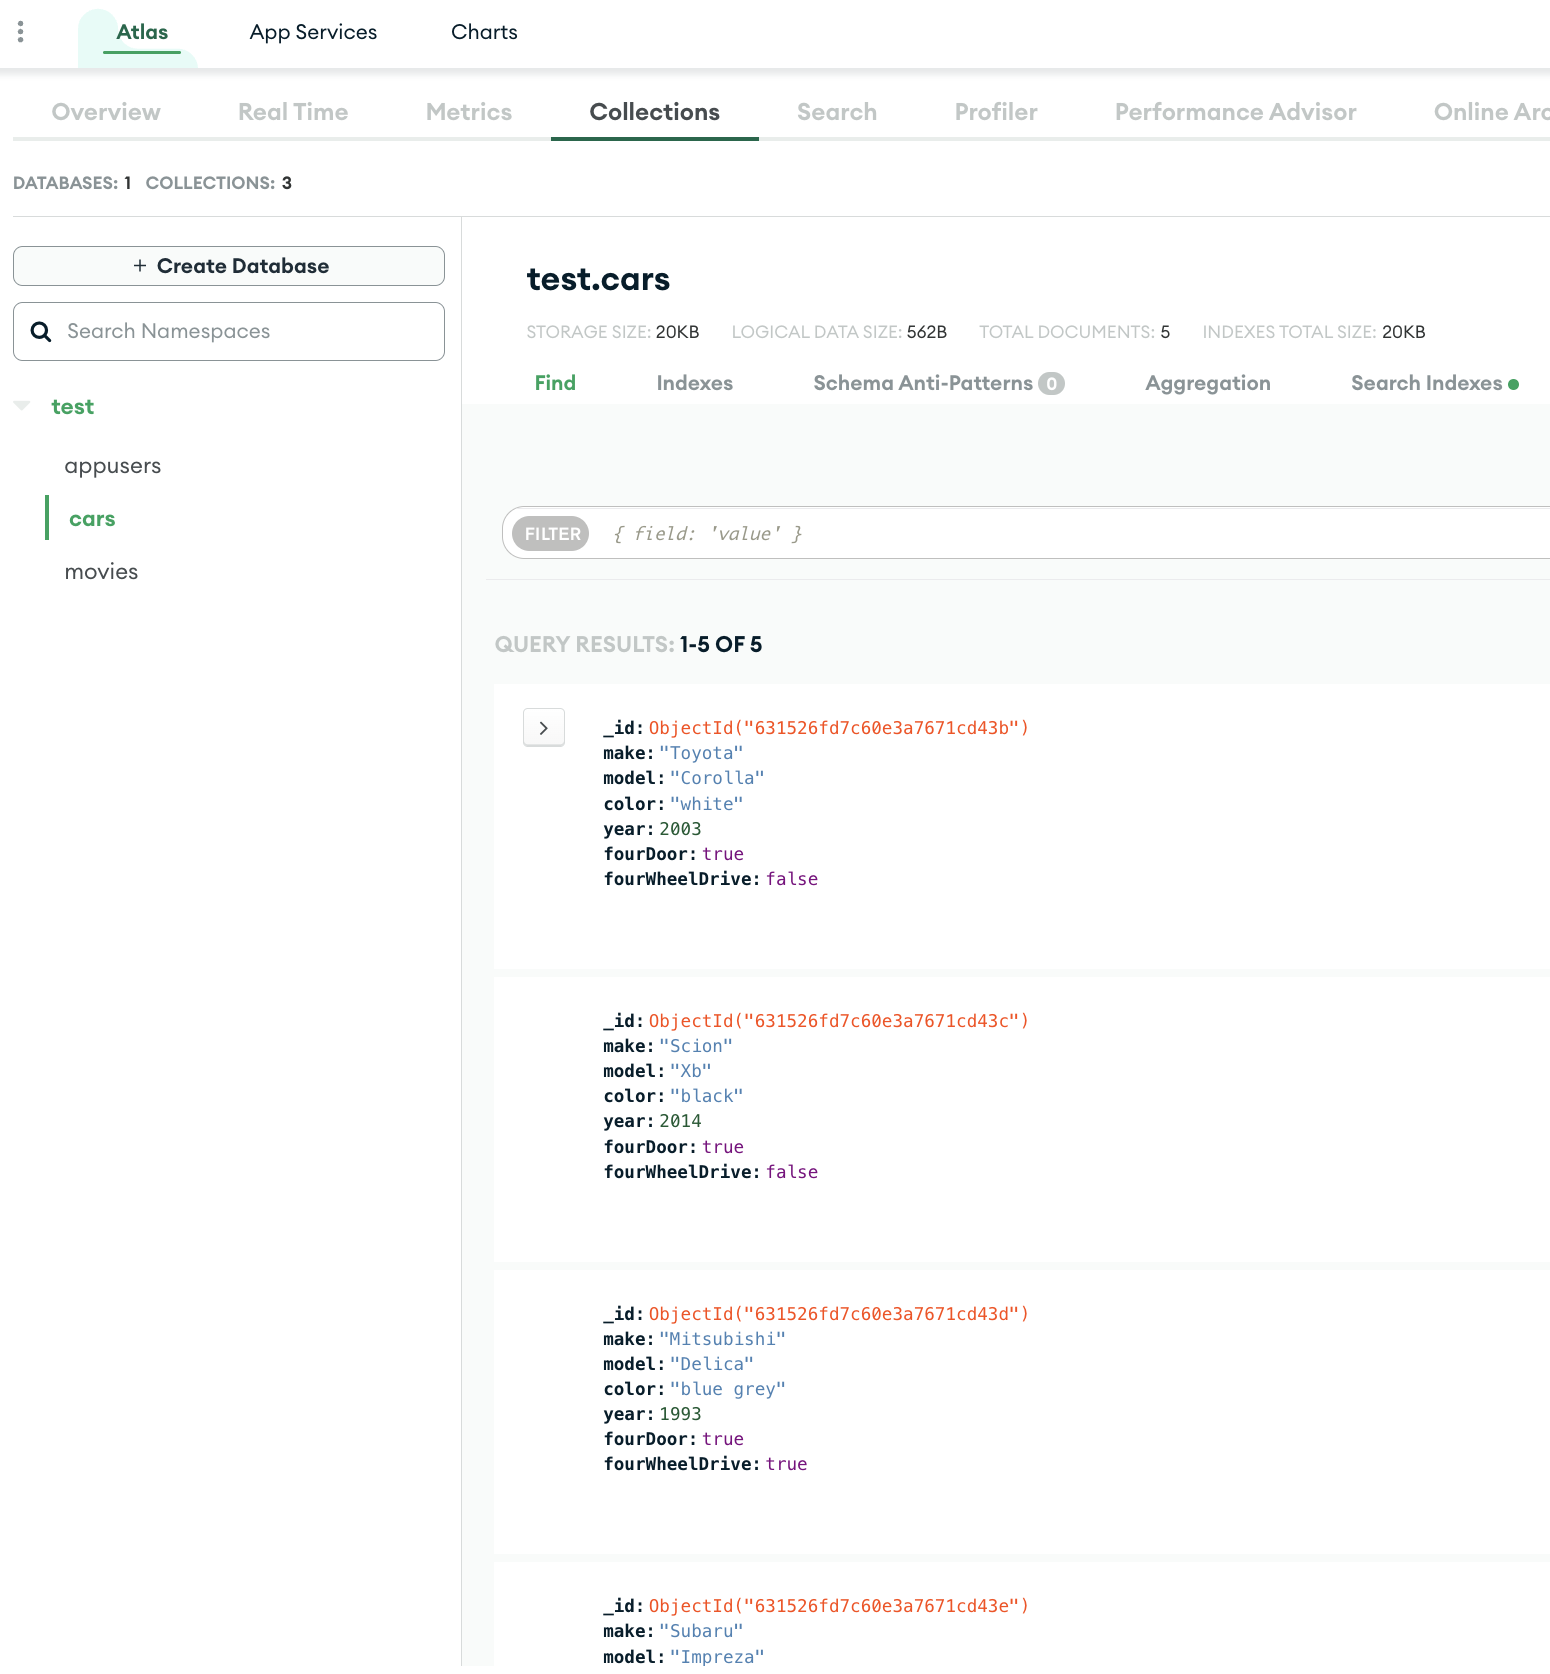 Atlas App Services Charts
Overview Real Time Metrics Collections Search Profiler Performance Advisor Online Arc
DATABASES: 1 COLLECTIONS: 3
+ Create Database
Search Namespaces
test
appusers
cars
movies
test.cars
STORAGE SIZE: 20KB LOGICAL DATA SIZE: 562B TOTAL DOCUMENTS: 5 INDEXES TOTAL SIZE: 20KB
Find Indexes Schema Anti-Patterns 0 Aggregation Search Indexes
FILTER { field: 'value' }
QUERY RESULTS: 1-5 OF 5
_id: ObjectId("631526fd7c60e3a7671cd43b")
make: "Toyota"
model: "Corolla"
color: "white"
year: 2003
fourDoor: true
fourWheelDrive: false
_id: ObjectId("631526fd7c60e3a7671cd43c")
make: "Scion"
model: "Xb"
color: "black"
year: 2014
fourDoor: true
fourWheelDrive: false
_id: ObjectId("631526fd7c60e3a7671cd43d")
make: "Mitsubishi"
model: "Delica"
color: "blue grey"
year: 1993
fourDoor: true
fourWheelDrive: true
_id: ObjectId("631526fd7c60e3a7671cd43e")
make: "Subaru"
model: "Impreza"